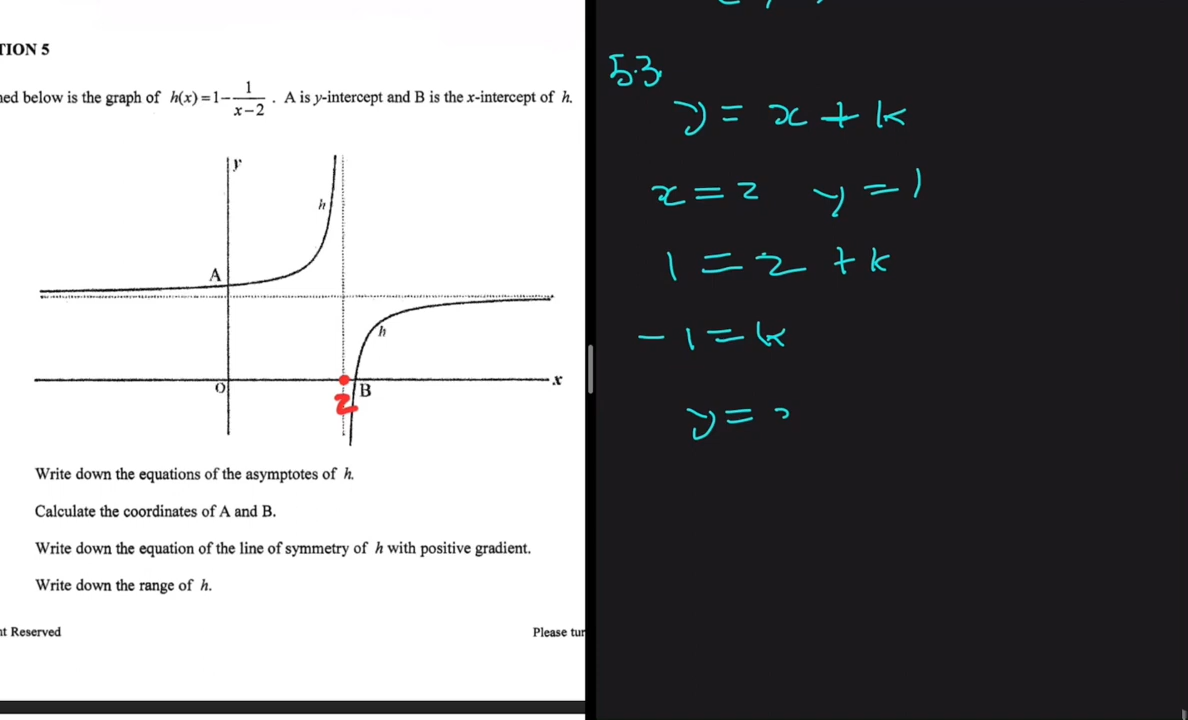 TION 5
ned below is the graph of h(x)=1-\frac{1}{x-2} . A is y-intercept and B is the x-intercept of h.
y
h
A
h
O
2
B
x
Write down the equations of the asymptotes of h.
Calculate the coordinates of A and B.
Write down the equation of the line of symmetry of h with positive gradient.
Write down the range of h.
nt Reserved
Please tur
5.3
y = x + k
x = 2 y = 1
1 = 2 + k
- 1 = k
y =